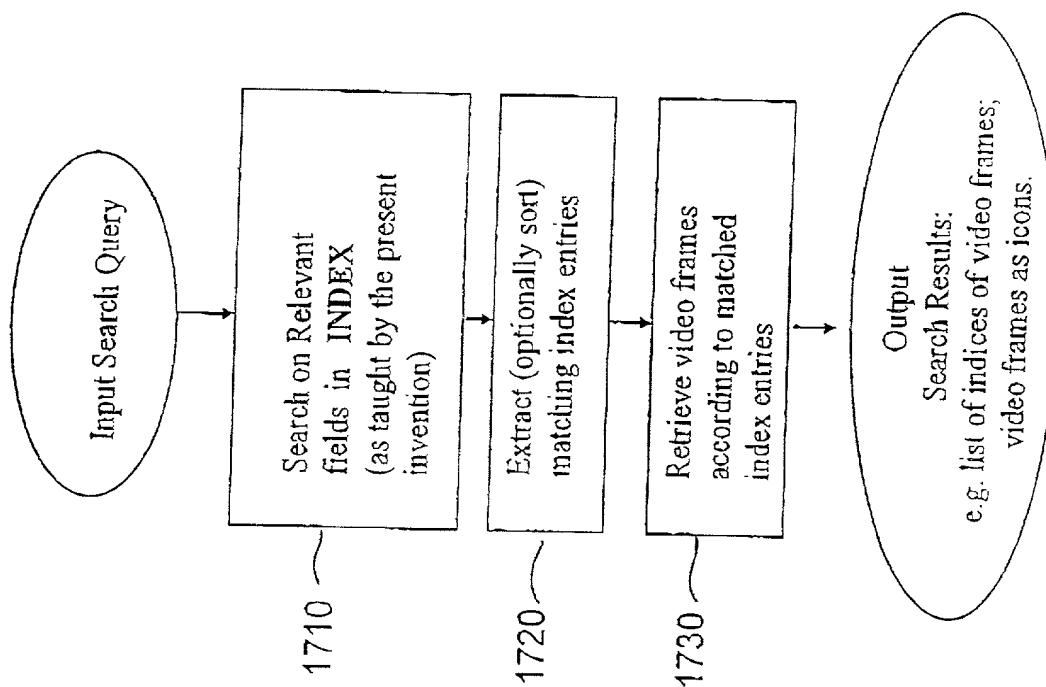 Input Search Query
1710
Search on Relevant
fields in INDEX
(as taught by the present
invention)
1720
Extract (optionally sort)
matching index entries
1730
Retrieve video frames
according to matched
index entries
Output
Search Results:
e.g. list of indices of video frames;
video frames as icons.